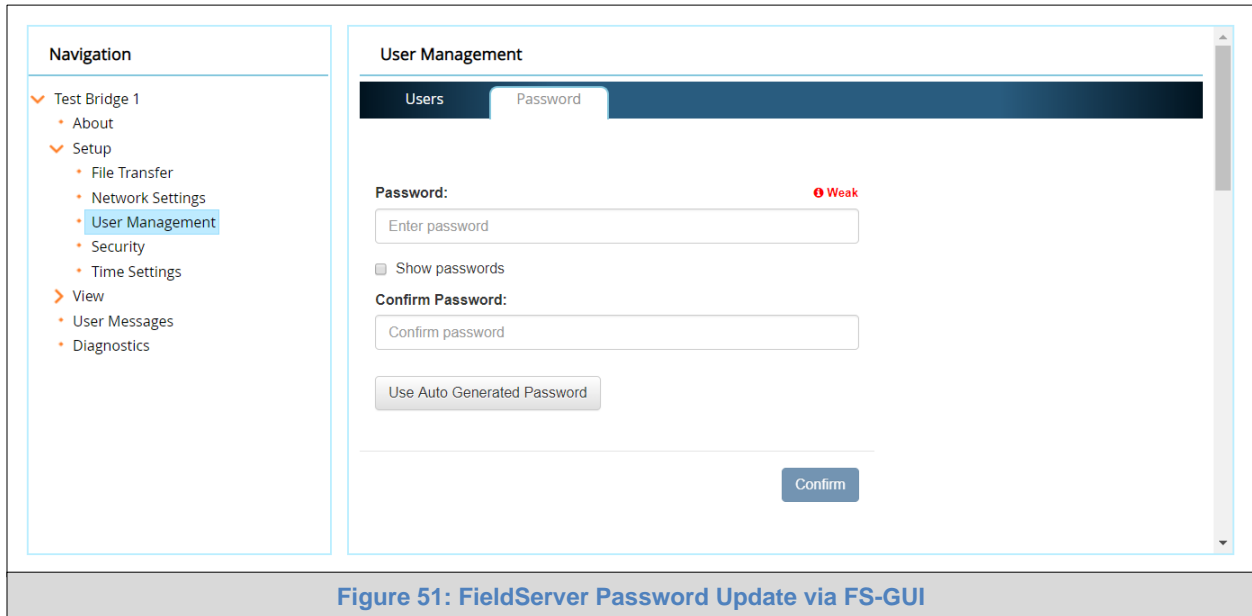 Navigation
Test Bridge 1
About
Setup
File Transfer
Network Settings
User Management
Security
Time Settings
View
User Messages
Diagnostics
User Management
Users Password
Password: Weak
Enter password
Show passwords
Confirm Password:
Confirm password
Use Auto Generated Password
Confirm
Figure 51: FieldServer Password Update via FS-GUI